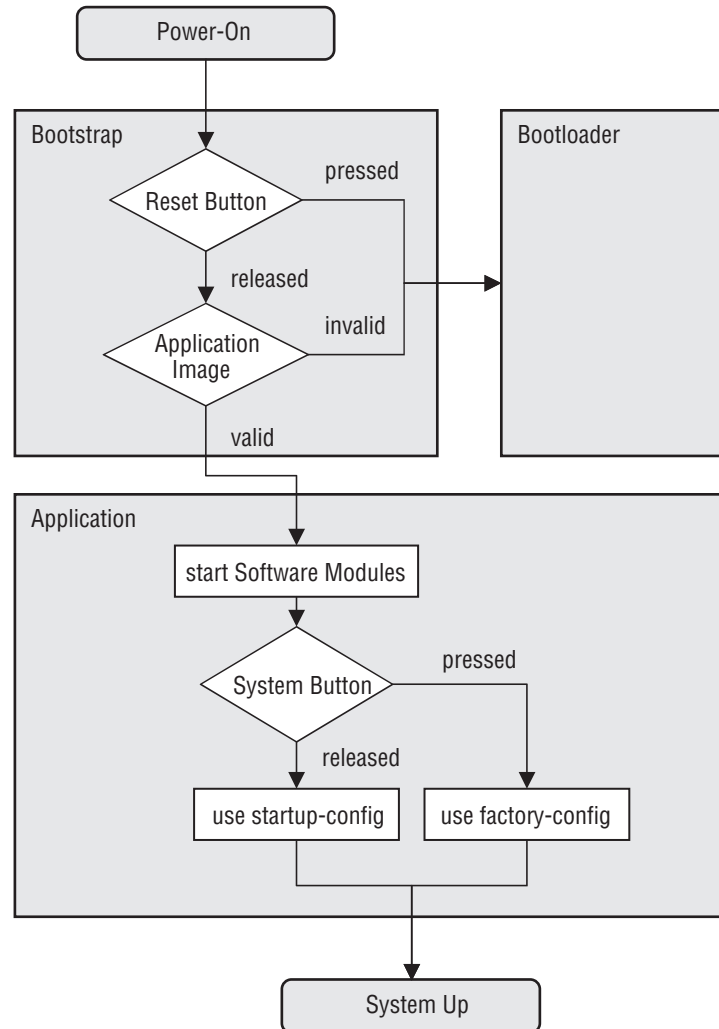 Power-On
Bootstrap
Bootloader
Reset Button
pressed
released
Application
Image
invalid
valid
Application
start Software Modules
System Button
pressed
released
use startup-config
use factory-config
System Up